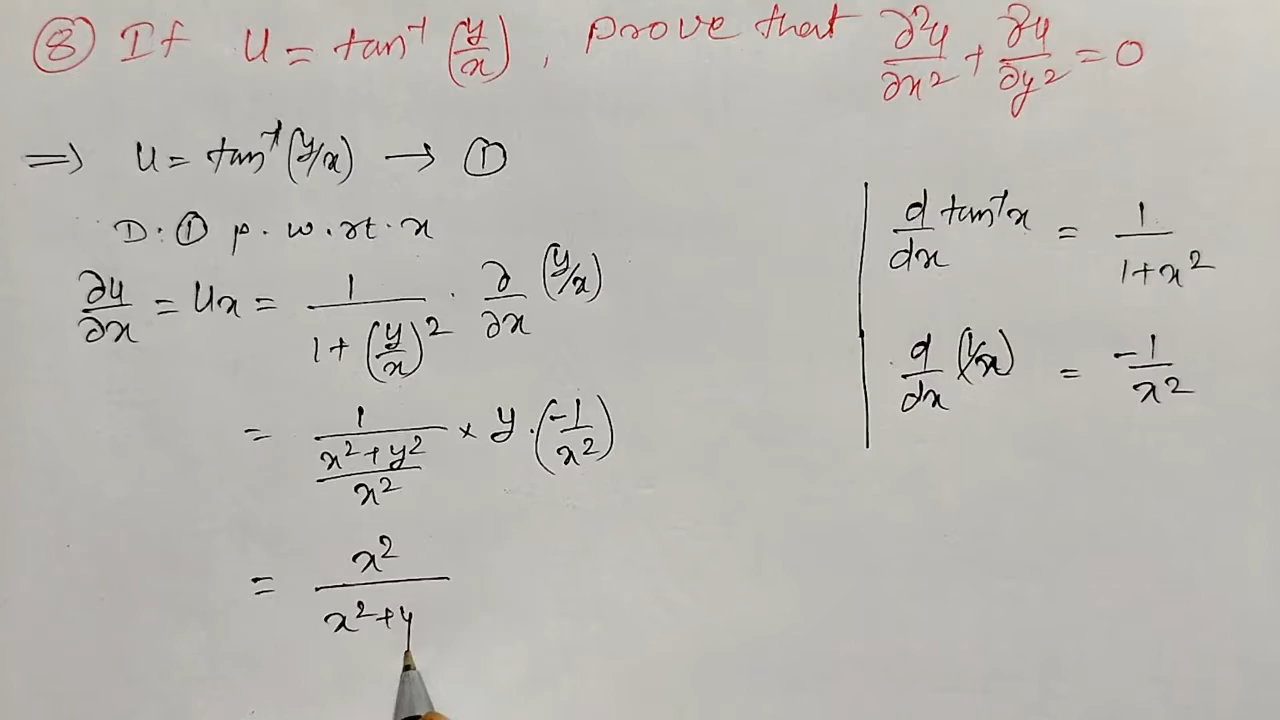 ⑧ If u = tan⁻¹ (y/x), prove that ∂²u/∂x² + ∂u/∂y² = 0
⇒ u = tan⁻¹(y/x) → ①
D. ① p. w. r. t. x
∂u/∂x = ux = 1/(1 + (y/x)²) . ∂/∂x (y/x)
= 1/((x² + y²)/x²) × y . (-1/x²)
= x²/(x² + y
d/dx tan⁻¹x = 1/(1 + x²)
d/dx (1/x) = -1/x²